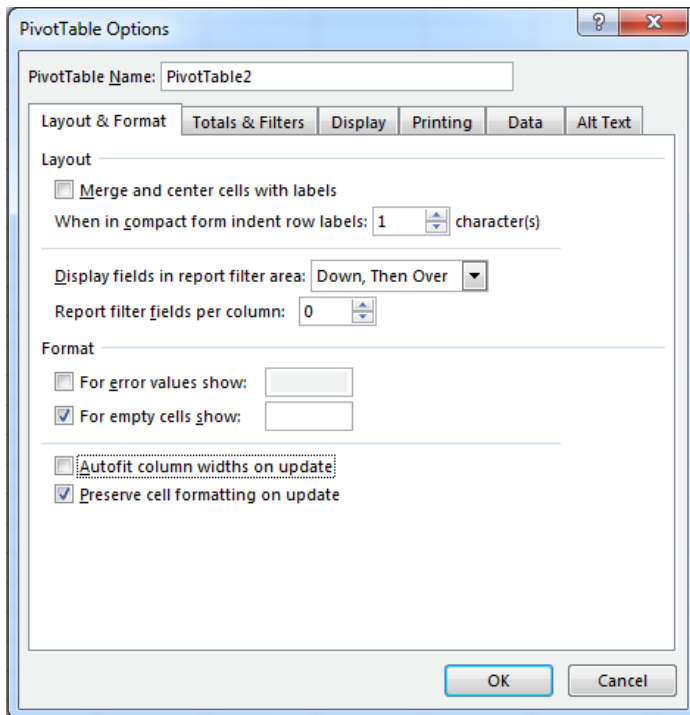 PivotTable Options
PivotTable Name: PivotTable2
Layout & Format Totals & Filters Display Printing Data Alt Text
Layout
Merge and center cells with labels
When in compact form indent row labels: 1 character(s)
Display fields in report filter area: Down, Then Over
Report filter fields per column: 0
Format
For error values show:
For empty cells show:
Autofit column widths on update
Preserve cell formatting on update
OK Cancel